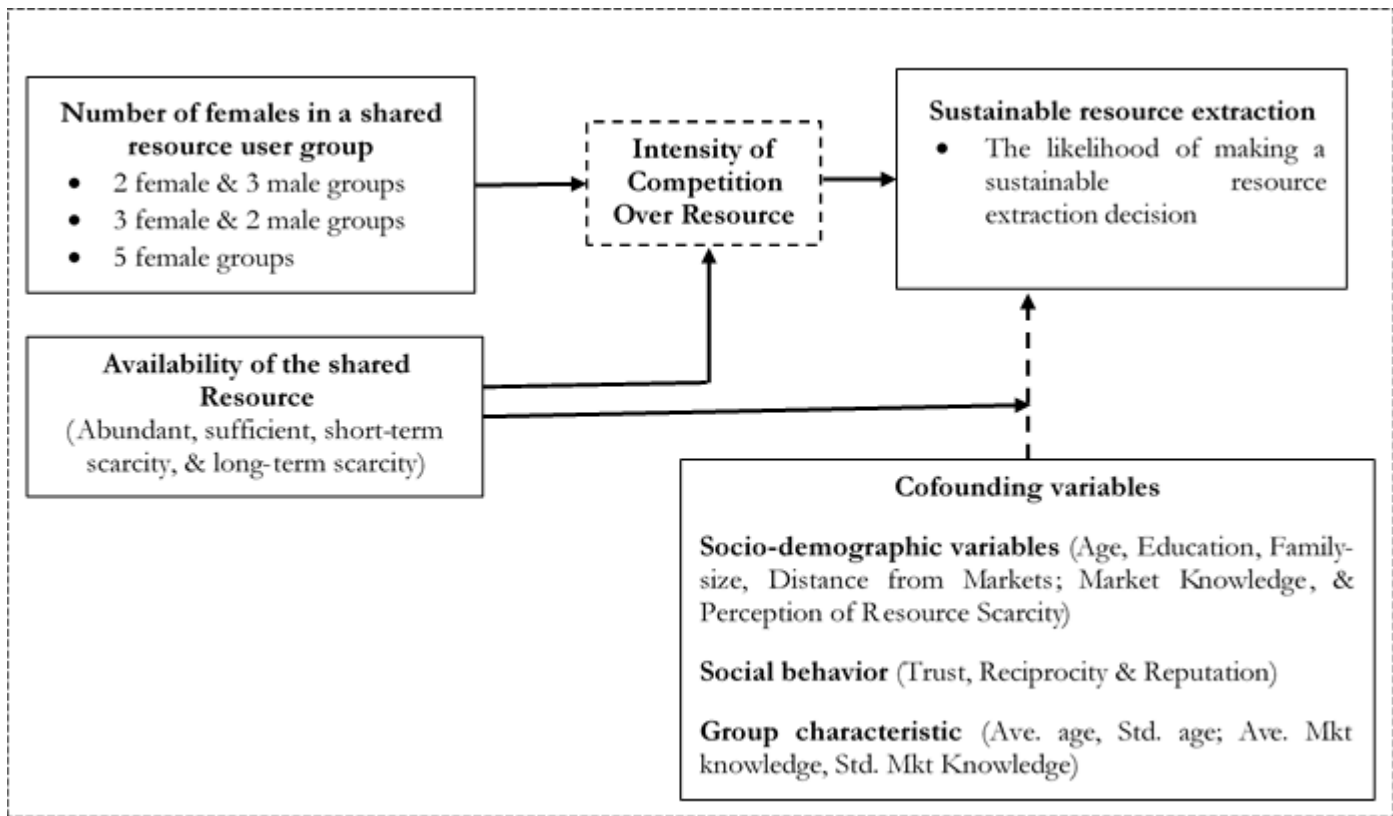 Number of females in a shared
resource user group
• 2 female & 3 male groups
• 3 female & 2 male groups
• 5 female groups
Intensity of
Competition
Over Resource
Sustainable resource extraction
• The likelihood of making a
sustainable resource
extraction decision
Availability of the shared
Resource
(Abundant, sufficient, short-term
scarcity, & long-term scarcity)
Cofounding variables
Socio-demographic variables (Age, Education, Family-
size, Distance from Markets; Market Knowledge, &
Perception of Resource Scarcity)
Social behavior (Trust, Reciprocity & Reputation)
Group characteristic (Ave. age, Std. age; Ave. Mkt
knowledge, Std. Mkt Knowledge)